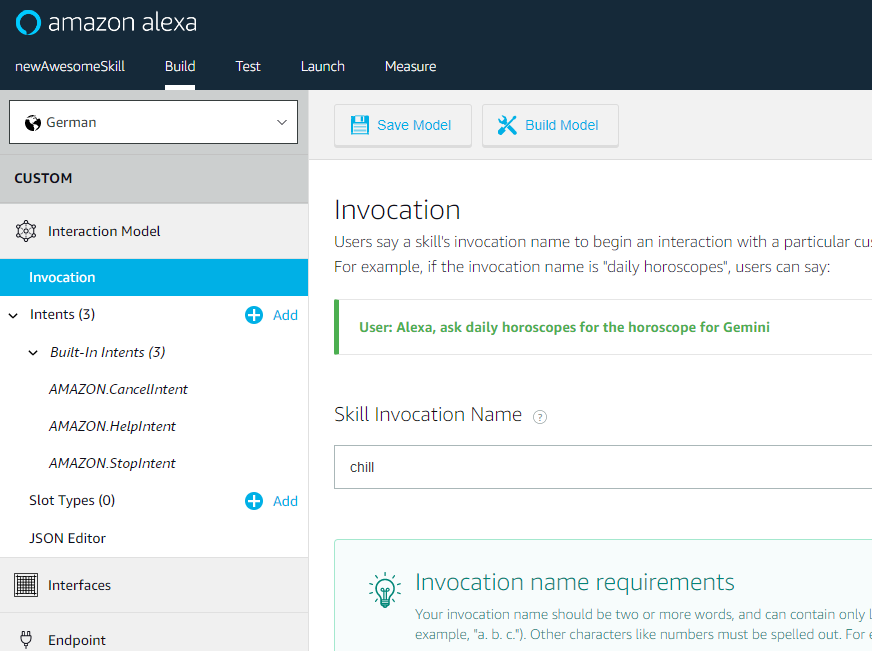 amazon alexa
newAwesomeSkill Build Test Launch Measure
German
Save Model Build Model
CUSTOM
Interaction Model
Invocation
Intents (3) Add
Built-In Intents (3)
AMAZON.CancelIntent
AMAZON.HelpIntent
AMAZON.StopIntent
Slot Types (0) Add
JSON Editor
Interfaces
Endpoint
Invocation
Users say a skill's invocation name to begin an interaction with a particular
For example, if the invocation name is "daily horoscopes", users can say:
User: Alexa, ask daily horoscopes for the horoscope for Gemini
Skill Invocation Name ?
chill
Invocation name requirements
Your invocation name should be two or more words, and can contain only
example, "a. b. c."). Other characters like numbers must be spelled out. For